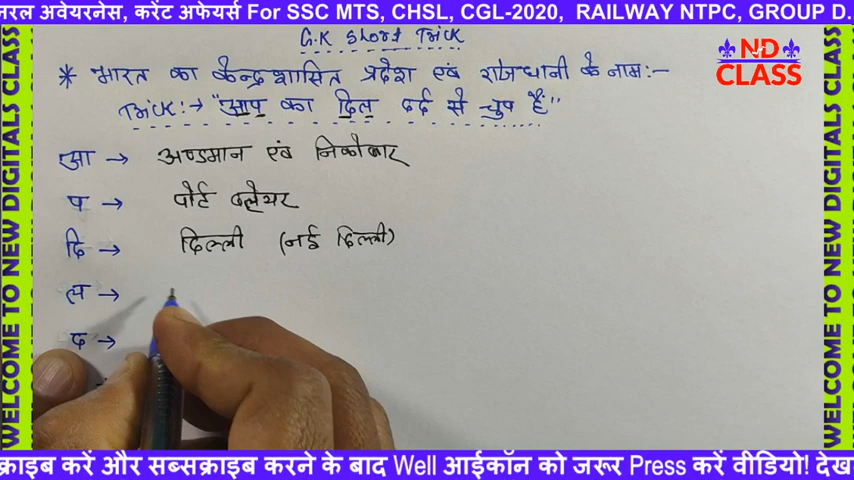 नरल अवेयरनेस, करेंट अफेयर्स For SSC MTS, CHSL, CGL-2020, RAILWAY NTPC, GROUP D.
G.K Short Trick
ND
CLASS
* भारत का केन्द्रशासित प्रदेश एवं राजधानी के नाम:-
Trick:→ "आप का दिल दर्द से चुप है"
आ → अण्डमान एवं निकोबार
प → पोर्ट ब्लेयर
दि → दिल्ली (नई दिल्ली)
ल →
द →
WELCOME TO NEW DIGITALS CLASS
WELCOME TO NEW DIGITALS CLASS
क्राइब करें और सब्सक्राइब करने के बाद Well आईकॉन को जरूर Press करें वीडियो! देख